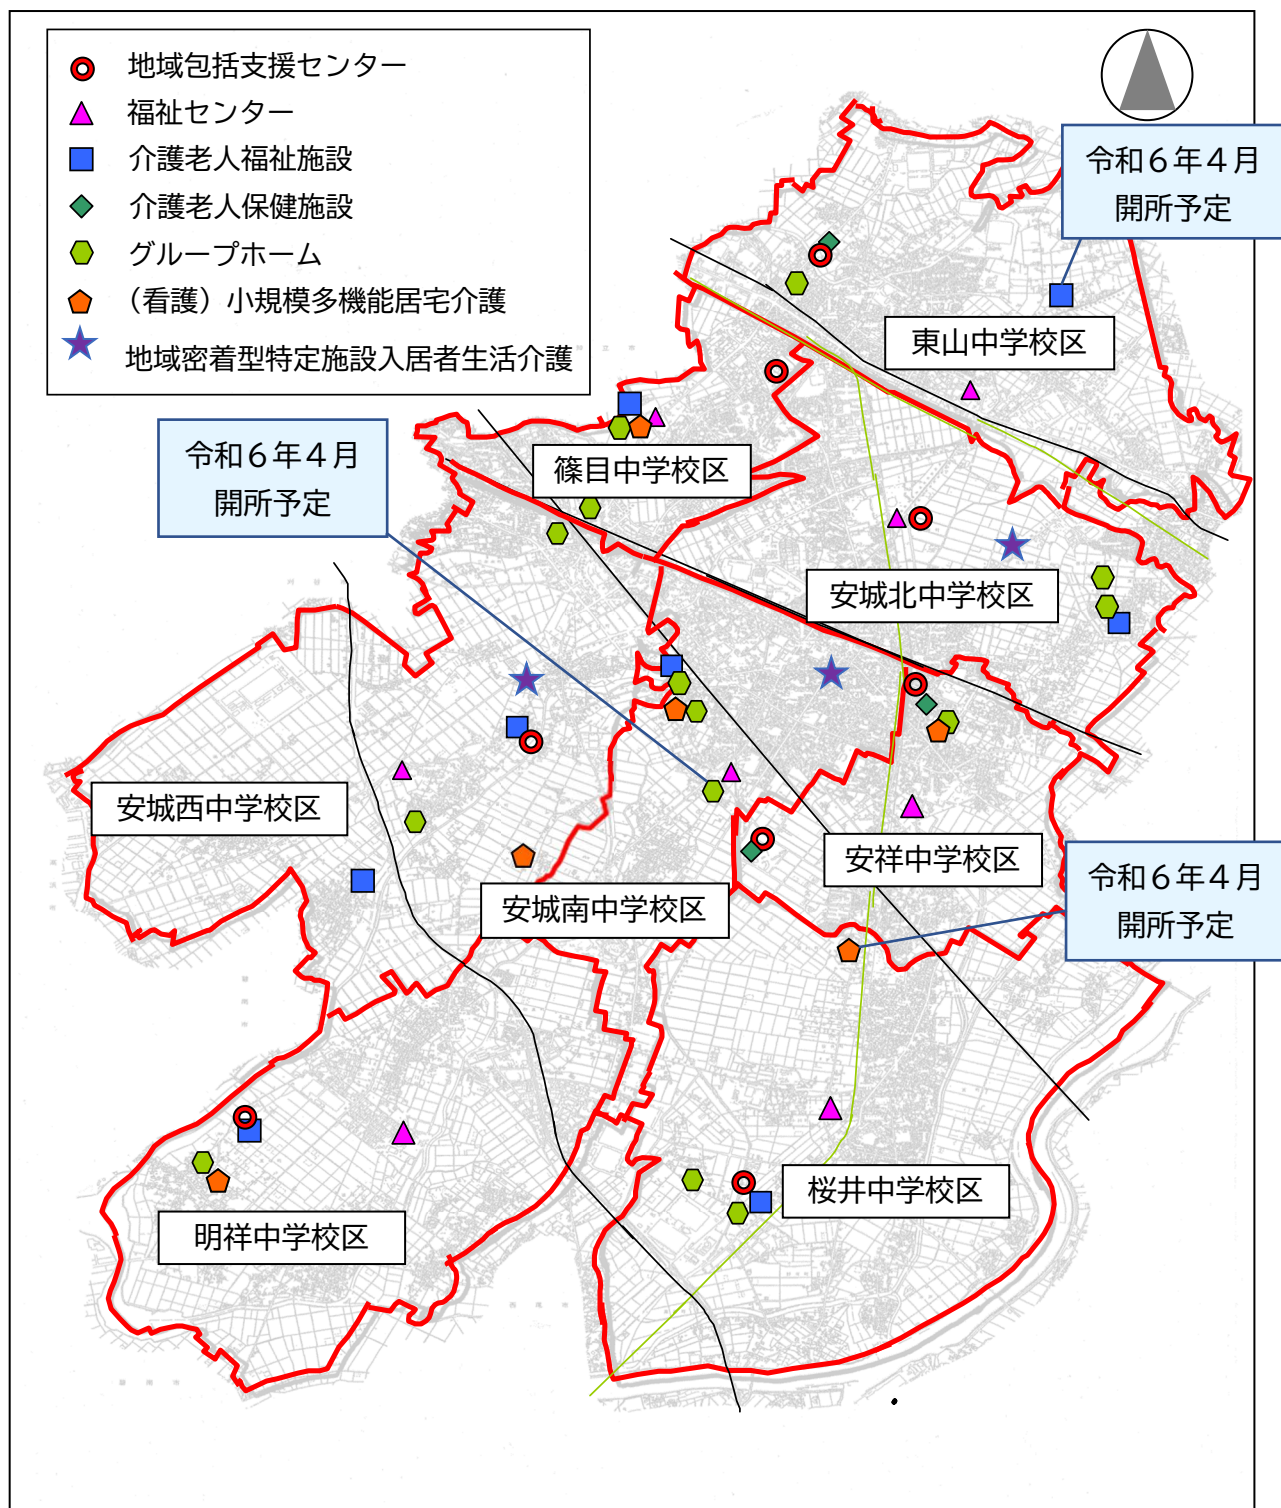 地域包括支援センター
福祉センター
介護老人福祉施設
介護老人保健施設
グループホーム
（看護）小規模多機能居宅介護
地域密着型特定施設入居者生活介護
令和６年４月
開所予定
東山中学校区
令和６年４月
開所予定
篠目中学校区
安城北中学校区
安城西中学校区
安祥中学校区
令和６年４月
開所予定
安城南中学校区
桜井中学校区
明祥中学校区